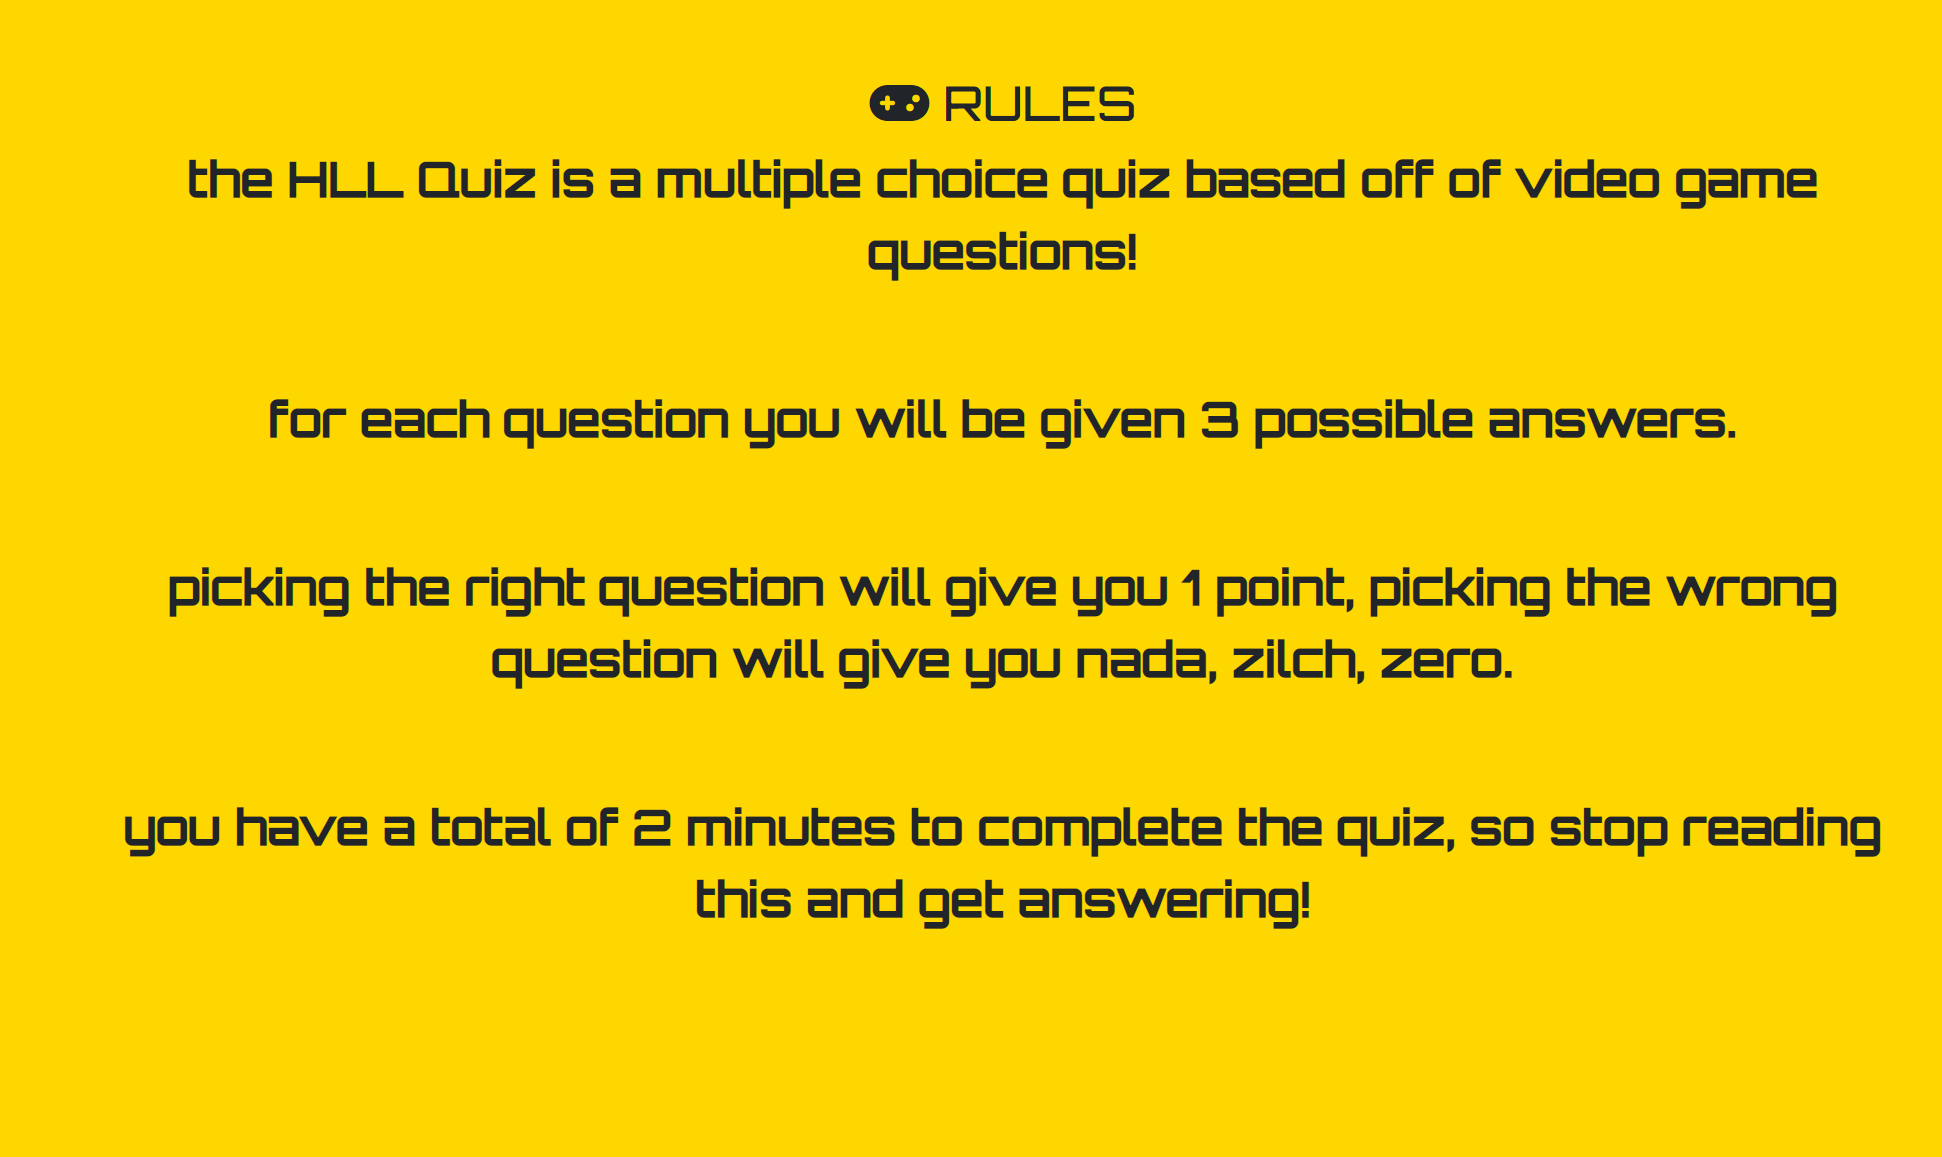 RULES
the HLL Quiz is a multiple choice quiz based off of video game
questions!
for each question you will be given 3 possible answers.
picking the right question will give you 1 point, picking the wrong
question will give you nada, zilch, zero.
you have a total of 2 minutes to complete the quiz, so stop reading
this and get answering!